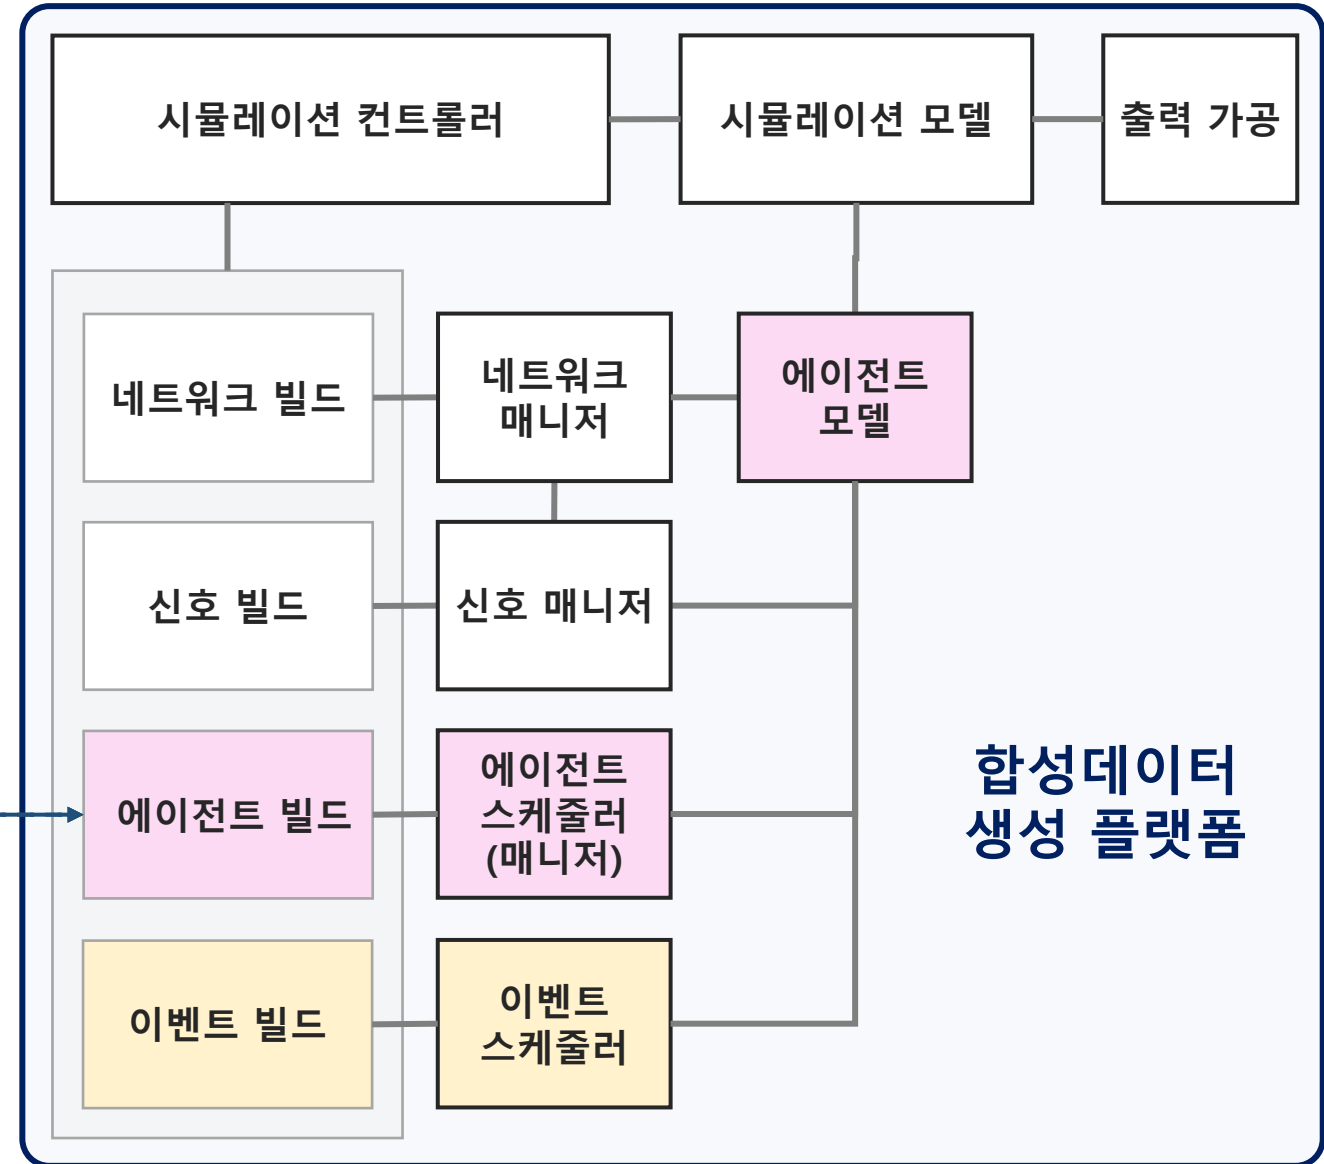 시뮬레이션 컨트롤러
시뮬레이션 모델
출력 가공
네트워크 빌드
네트워크
매니저
에이전트
모델
신호 빌드
신호 매니저
에이전트 빌드
에이전트
스케줄러
(매니저)
합성데이터
생성 플랫폼
이벤트 빌드
이벤트
스케줄러